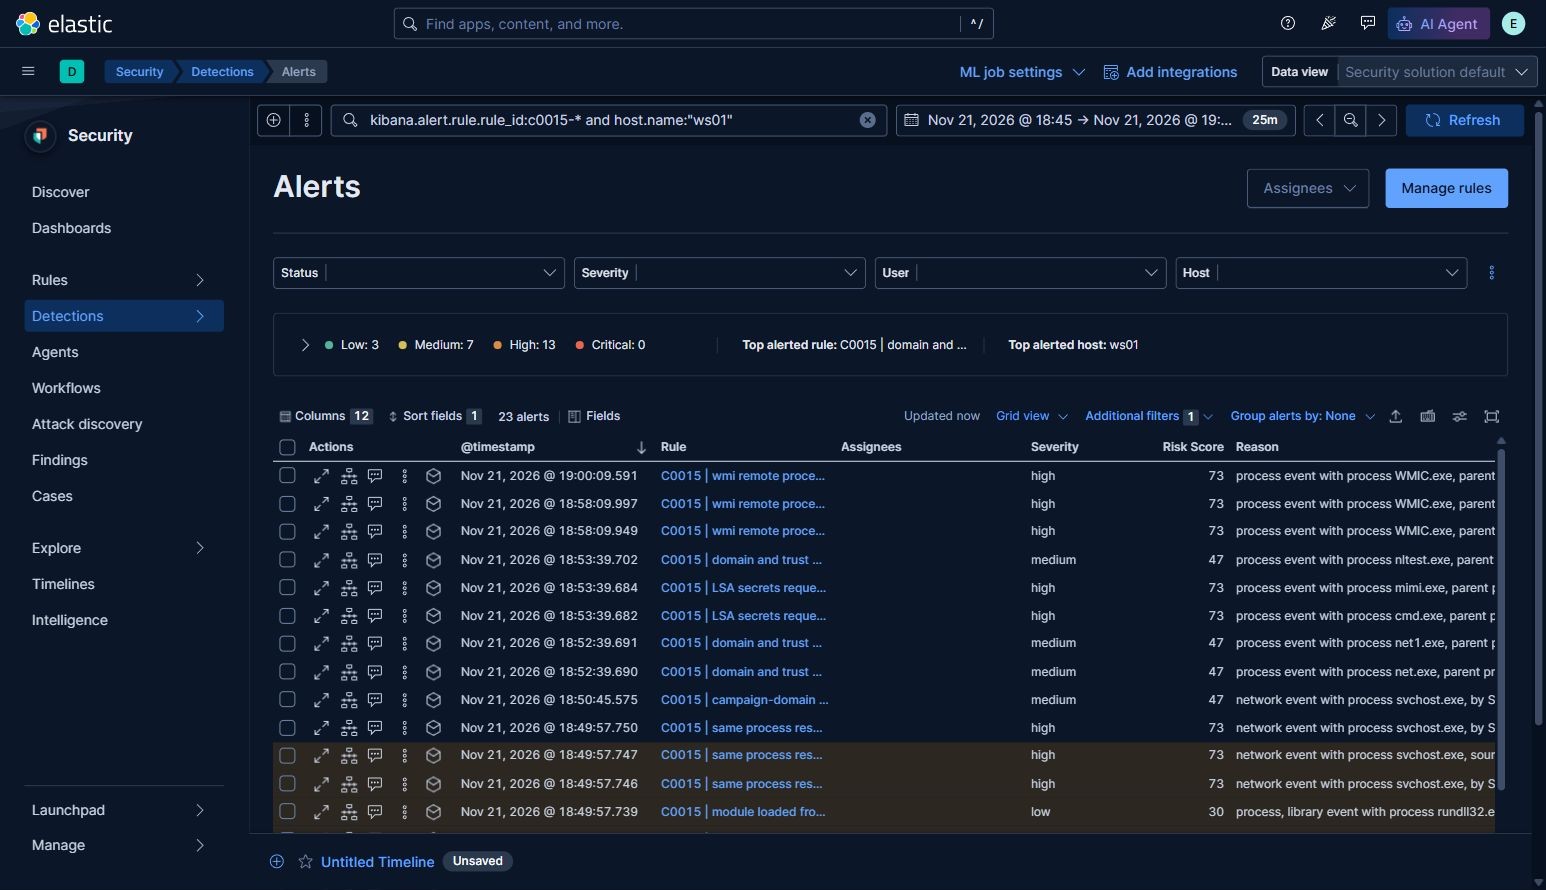 elastic
Find apps, content, and more.
^/
AI Agent
E
D
Security
Detections
Alerts
ML job settings
Add integrations
Data view
Security solution default
Security
Discover
Dashboards
Rules
Detections
Agents
Workflows
Attack discovery
Findings
Cases
Explore
Timelines
Intelligence
Launchpad
Manage
kibana.alert.rule.rule_id:c0015-* and host.name:"ws01"
Nov 21, 2026 @ 18:45 → Nov 21, 2026 @ 19:... 25m
Refresh
Alerts
Assignees
Manage rules
Status
Severity
User
Host
Low: 3
Medium: 7
High: 13
Critical: 0
Top alerted rule: C0015 | domain and ...
Top alerted host: ws01
Columns 12
Sort fields 1
23 alerts
Fields
Updated now
Grid view
Additional filters 1
Group alerts by: None
Actions @timestamp Rule Assignees Severity Risk Score Reason
Nov 21, 2026 @ 19:00:09.591 C0015 | wmi remote proce... high 73 process event with process WMIC.exe, parent
Nov 21, 2026 @ 18:58:09.997 C0015 | wmi remote proce... high 73 process event with process WMIC.exe, parent
Nov 21, 2026 @ 18:58:09.949 C0015 | wmi remote proce... high 73 process event with process WMIC.exe, parent
Nov 21, 2026 @ 18:53:39.702 C0015 | domain and trust ... medium 47 process event with process nltest.exe, parent
Nov 21, 2026 @ 18:53:39.684 C0015 | LSA secrets reque... high 73 process event with process mimi.exe, parent
Nov 21, 2026 @ 18:53:39.682 C0015 | LSA secrets reque... high 73 process event with process cmd.exe, parent
Nov 21, 2026 @ 18:52:39.691 C0015 | domain and trust ... medium 47 process event with process net1.exe, parent
Nov 21, 2026 @ 18:52:39.690 C0015 | domain and trust ... medium 47 process event with process net.exe, parent pr
Nov 21, 2026 @ 18:50:45.575 C0015 | campaign-domain ... medium 47 network event with process svchost.exe, by S
Nov 21, 2026 @ 18:49:57.750 C0015 | same process res... high 73 network event with process svchost.exe, by S
Nov 21, 2026 @ 18:49:57.747 C0015 | same process res... high 73 network event with process svchost.exe, sour
Nov 21, 2026 @ 18:49:57.746 C0015 | same process res... high 73 network event with process svchost.exe, by S
Nov 21, 2026 @ 18:49:57.739 C0015 | module loaded fro... low 30 process, library event with process rundll32.e
Untitled Timeline
Unsaved